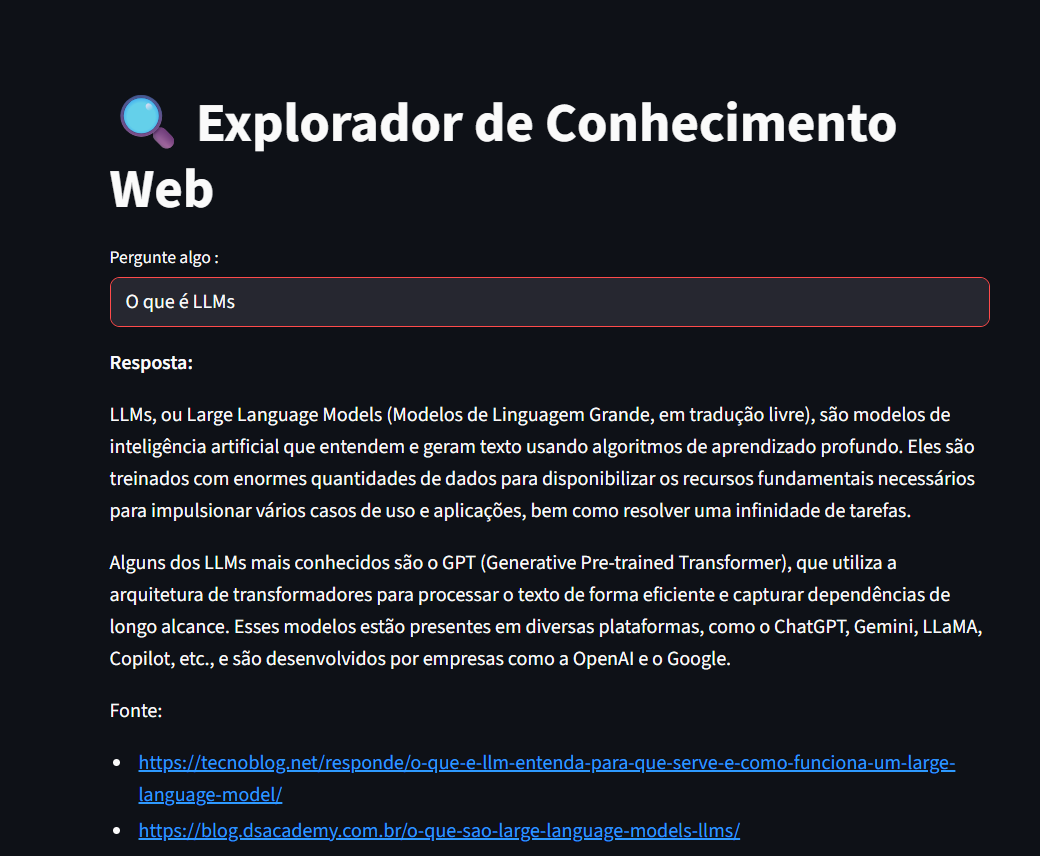 Explorador de Conhecimento
Web
Pergunte algo :
O que é LLMs
Resposta:
LLMs, ou Large Language Models (Modelos de Linguagem Grande, em tradução livre), são modelos de
inteligência artificial que entendem e geram texto usando algoritmos de aprendizado profundo. Eles são
treinados com enormes quantidades de dados para disponibilizar os recursos fundamentais necessários
para impulsionar vários casos de uso e aplicações, bem como resolver uma infinidade de tarefas.
Alguns dos LLMs mais conhecidos são o GPT (Generative Pre-trained Transformer), que utiliza a
arquitetura de transformadores para processar o texto de forma eficiente e capturar dependências de
longo alcance. Esses modelos estão presentes em diversas plataformas, como o ChatGPT, Gemini, LLaMA,
Copilot, etc., e são desenvolvidos por empresas como a OpenAI e o Google.
Fonte:
https://tecnoblog.net/responde/o-que-e-llm-entenda-para-que-serve-e-como-funciona-um-large-
language-model/
https://blog.dsacademy.com.br/o-que-sao-large-language-models-llms/